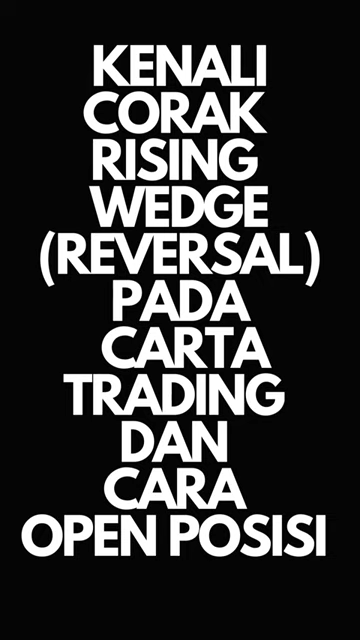 KENALI
CORAK
RISING
WEDGE
(REVERSAL)
PADA
CARTA
TRADING
DAN
CARA
OPEN POSISI